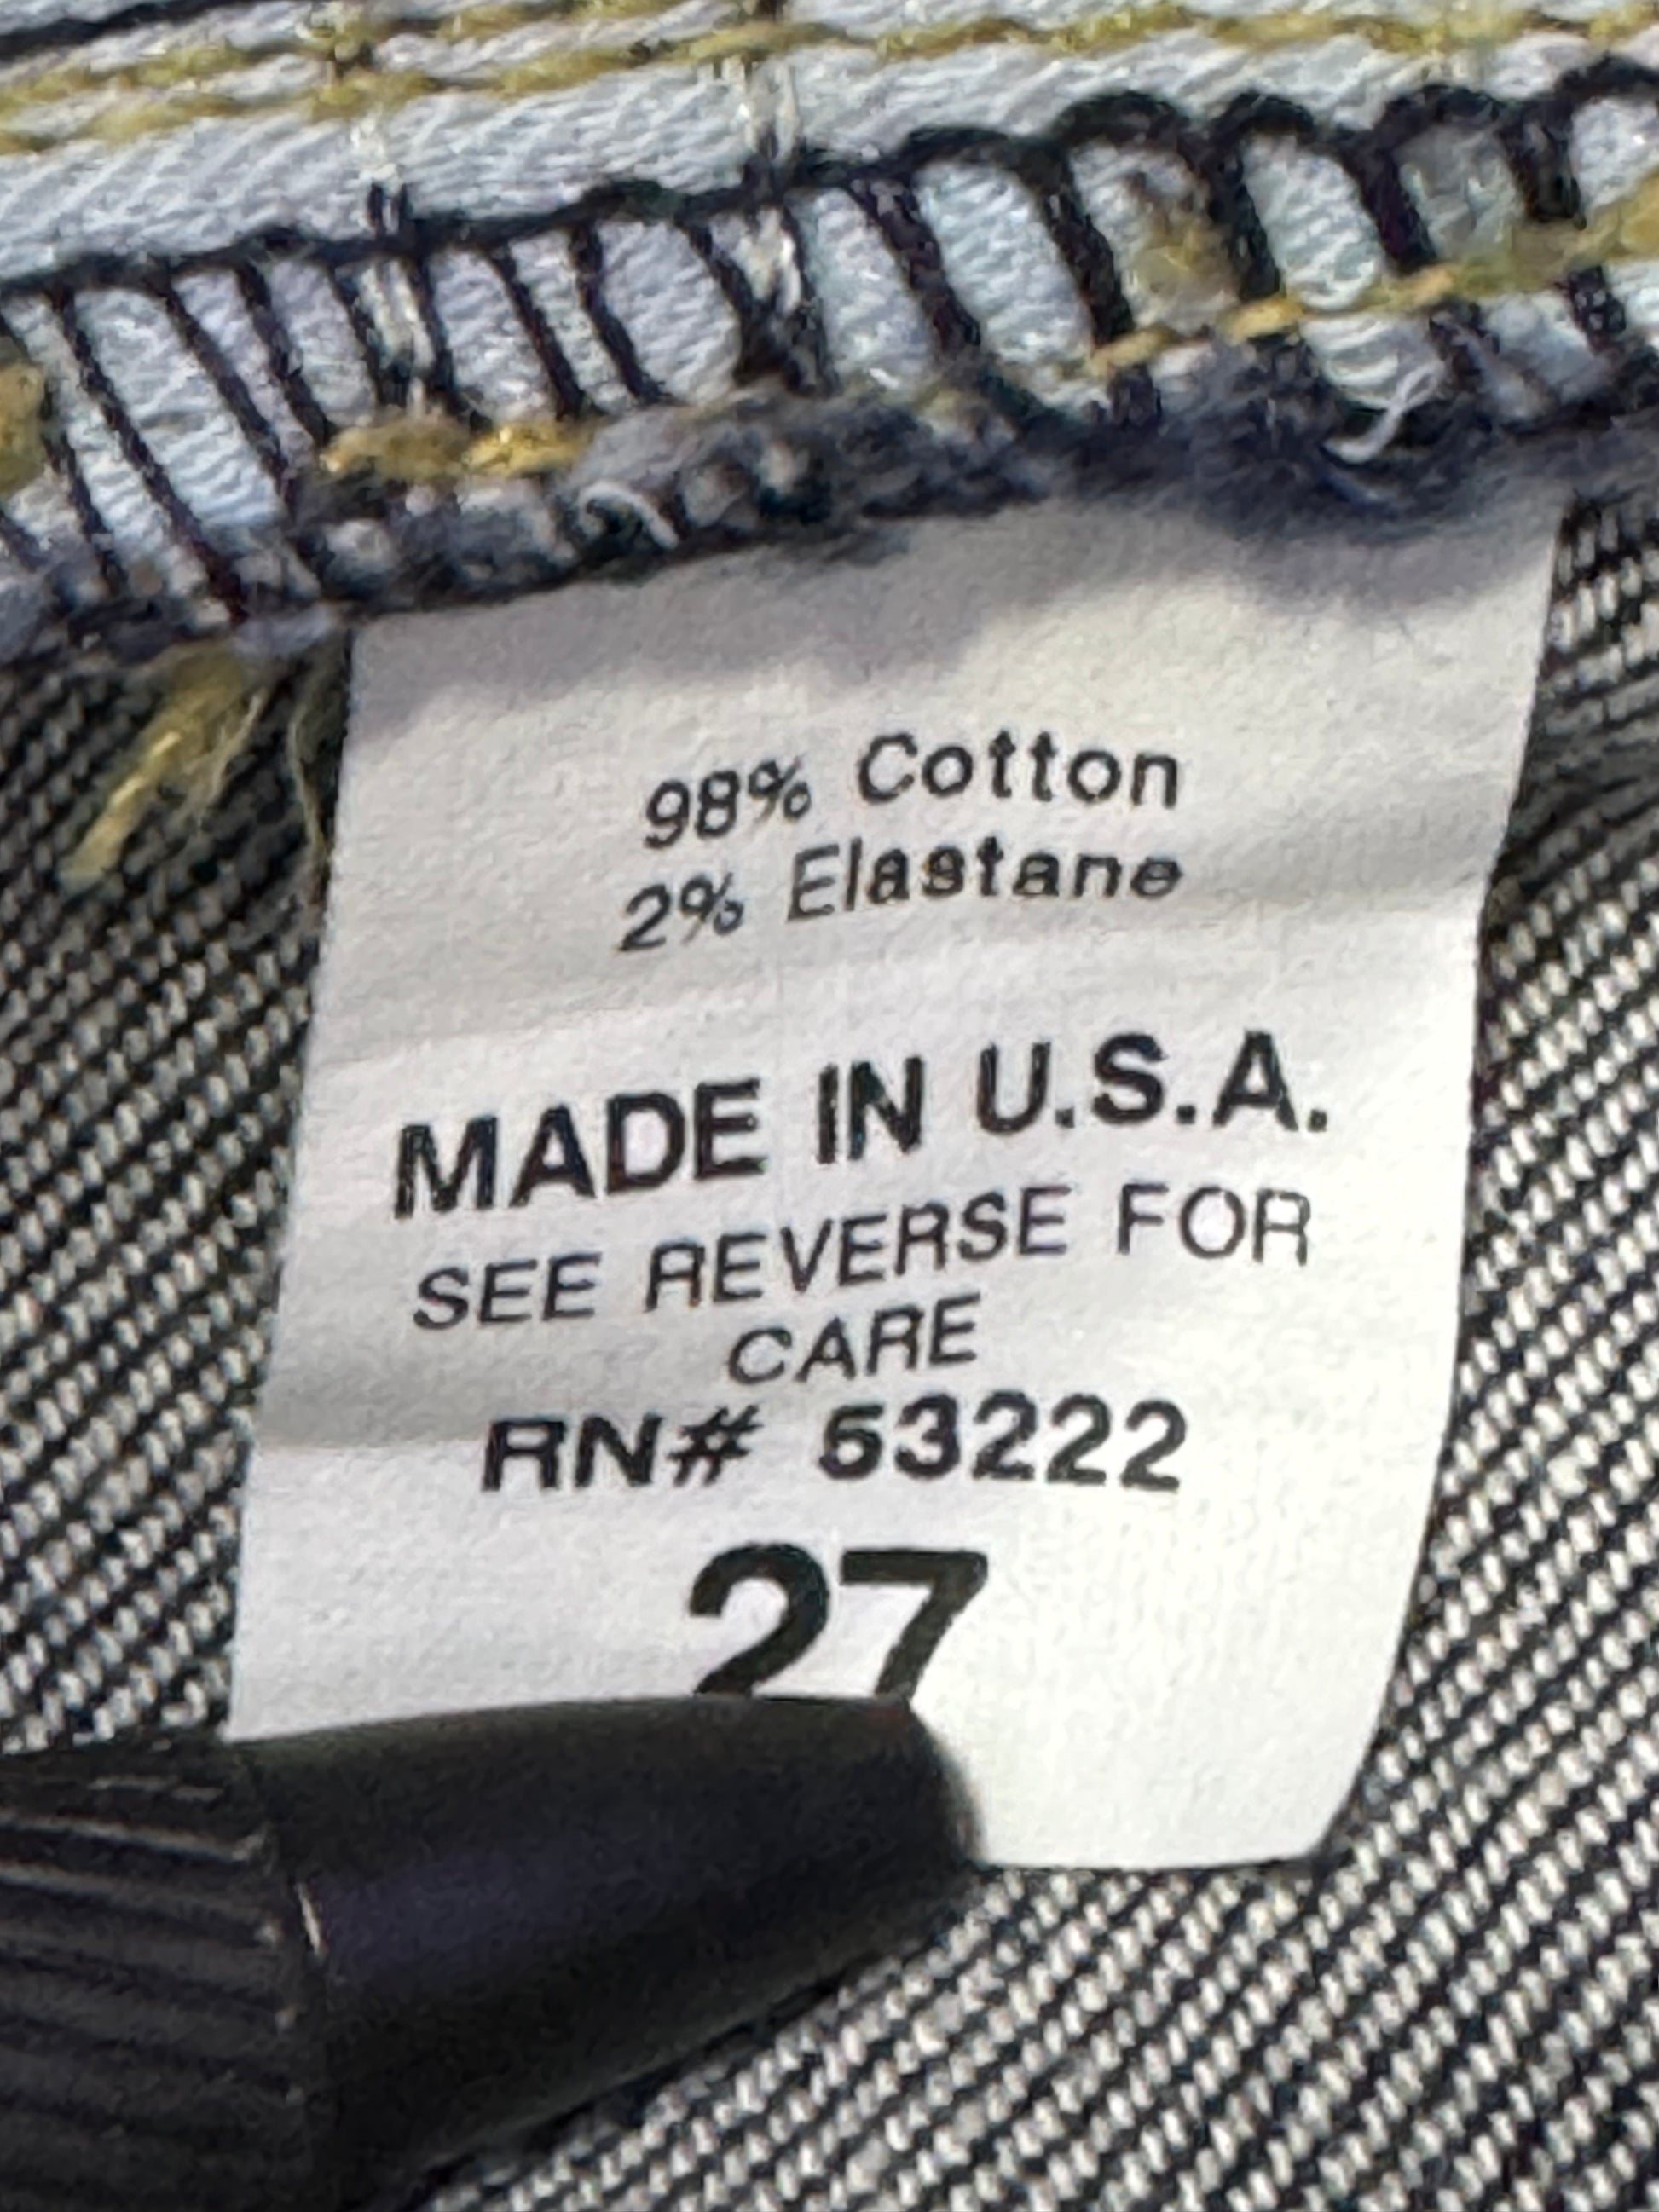 98% Cotton
2% Elastane
MADE IN U.S.A.
SEE REVERSE FOR
CARE
RN# 53222
27